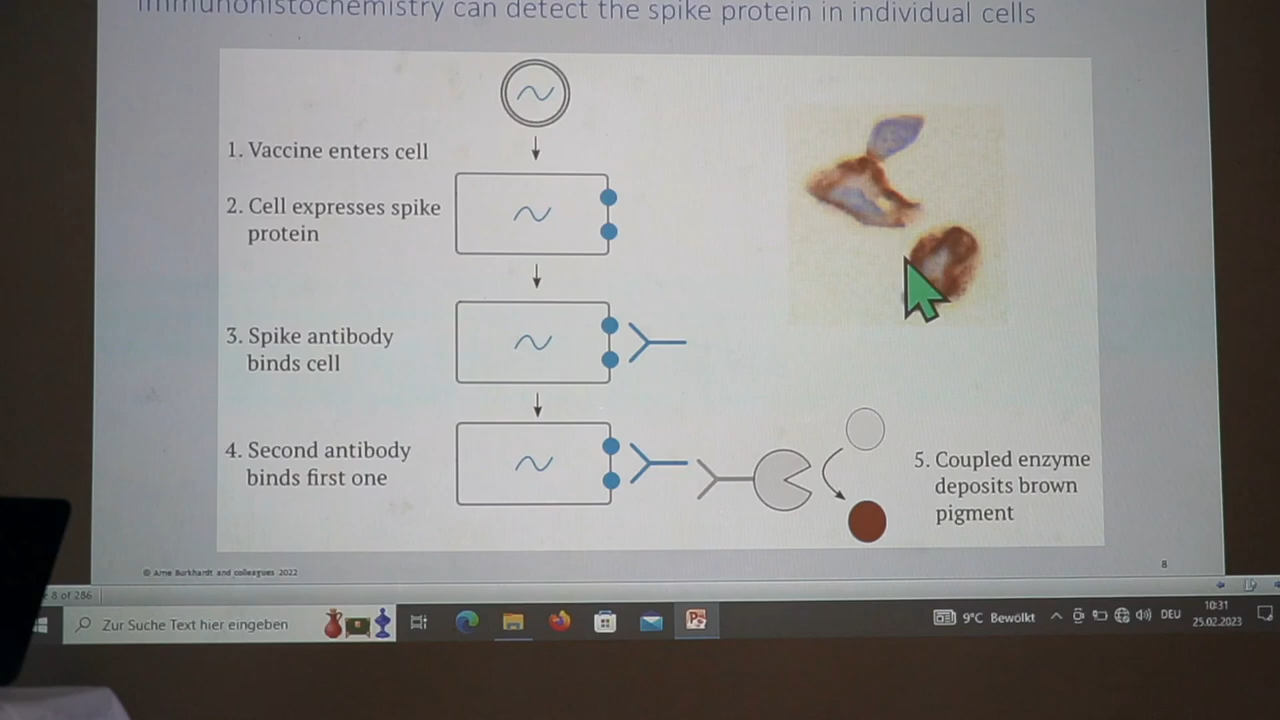 Immunohistochemistry can detect the spike protein in individual cells
1. Vaccine enters cell
2. Cell expresses spike
protein
3. Spike antibody
binds cell
4. Second antibody
binds first one
5. Coupled enzyme
deposits brown
pigment
© Arne Burkhardt and colleagues 2022
8
8 of 286
Zur Suche Text hier eingeben
9°C Bewölkt
DEU
10:31
25.02.2023